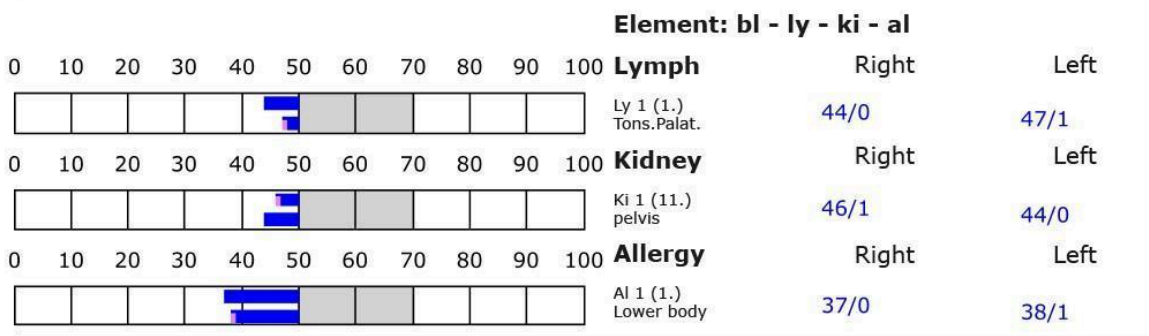 Element: bl - ly - ki - al
0 10 20 30 40 50 60 70 80 90 100 Lymph Right Left
Ly 1 (1.)
Tons.Palat.
44/0 47/1
0 10 20 30 40 50 60 70 80 90 100 Kidney Right Left
Ki 1 (11.)
pelvis
46/1 44/0
0 10 20 30 40 50 60 70 80 90 100 Allergy Right Left
Al 1 (1.)
Lower body
37/0 38/1